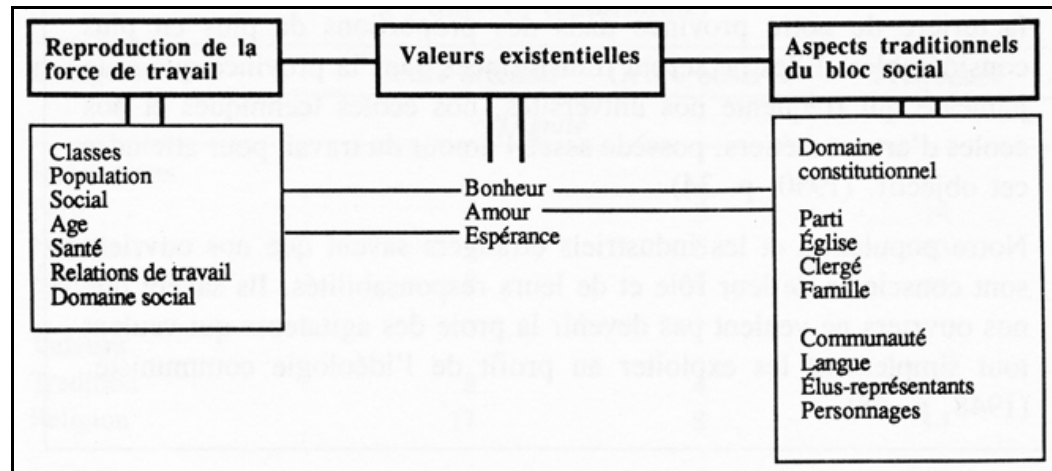 Reproduction de la
force de travail
Valeurs existentielles
Aspects traditionnels
du bloc social
Classes
Population
Social
Age
Santé
Relations de travail
Domaine social
Bonheur
Amour
Espérance
Domaine
constitutionnel
Parti
Église
Clergé
Famille
Communauté
Langue
Élus-représentants
Personnages